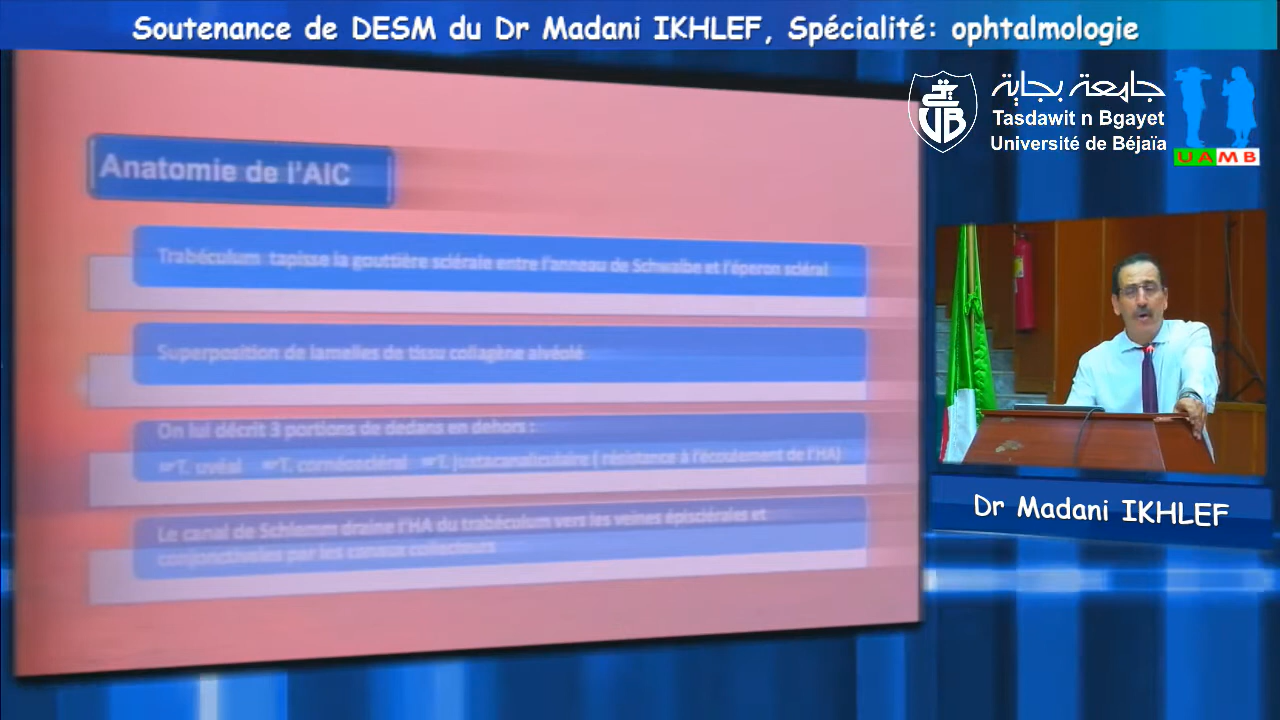 Soutenance de DESM du Dr Madani IKHLEF, Spécialité: ophtalmologie
جامعة بجاية
Tasdawit n Bgayet
Université de Béjaïa
UAMB
Anatomie de l'AIC
Trabéculum tapisse la gouttière sclérale entre l'anneau de Schwalbe et l'éperon scléral
Superposition de lamelles de tissu collagène alvéolé
On lui décrit 3 portions de dedans en dehors :
☞T. uvéal ☞T. cornéoscléral ☞T. juxtacanaliculaire ( résistance à l'écoulement de l'HA)
Le canal de Schlemm draine l'HA du trabéculum vers les veines épisclérales et
conjonctivales par les canaux collecteurs
Dr Madani IKHLEF